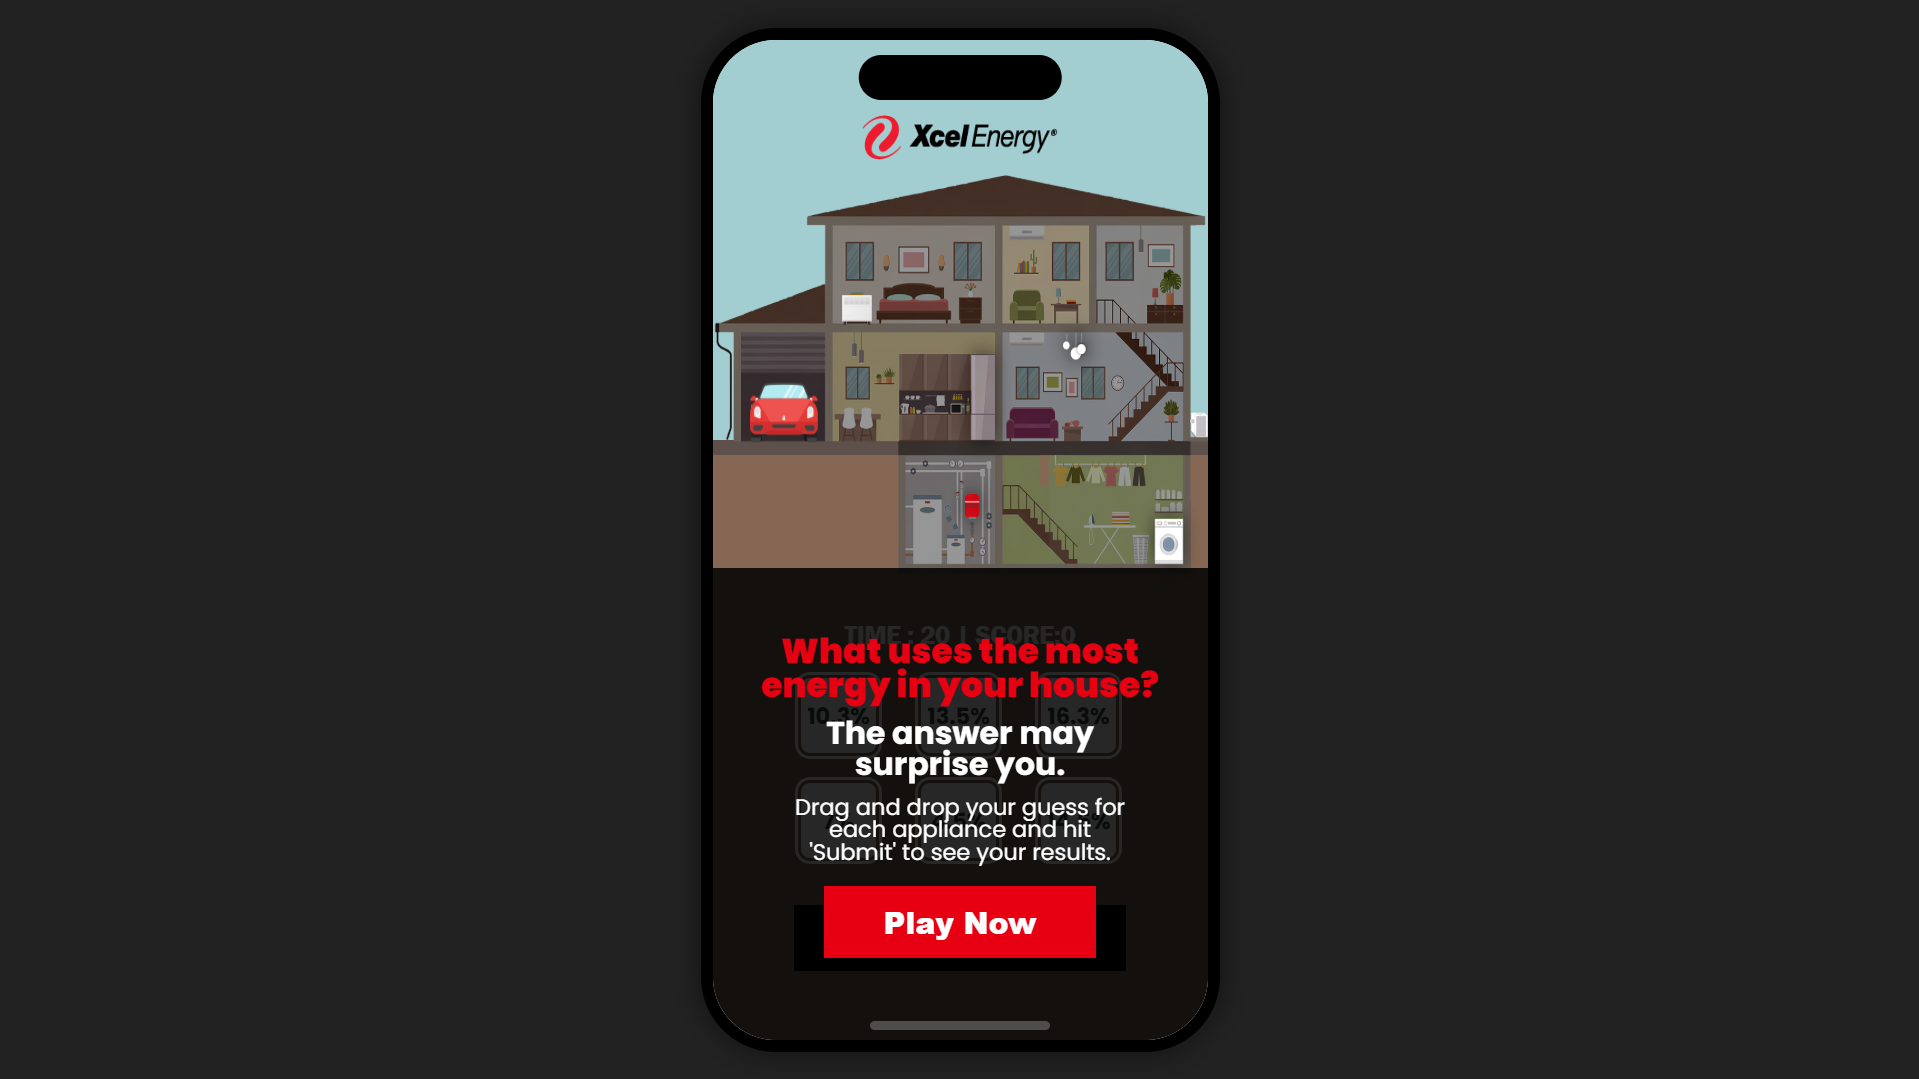 Xcel Energy®
TIME : 20 | SCORE:0
What uses the most
energy in your house?
10.3% 13.5% 16.3%
The answer may
surprise you.
Drag and drop your guess for
each appliance and hit
'Submit' to see your results.
Play Now